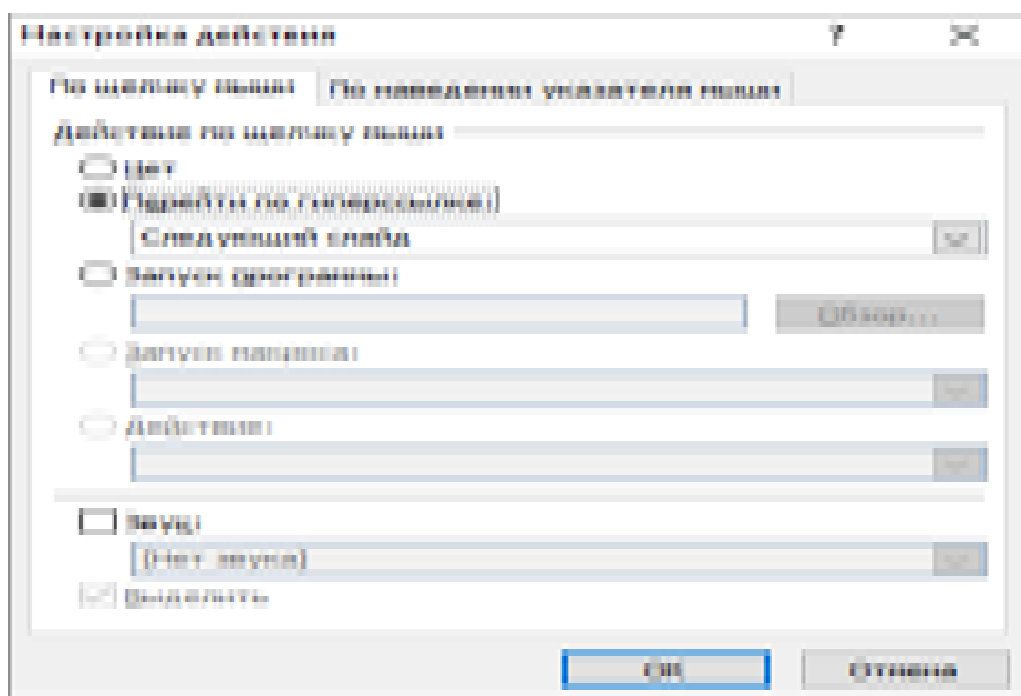 Настройка действия ?
По щелчку мыши По наведении указателя мыши
Действие по щелчку мыши
Нет
Перейти по гиперссылке:
Следующий слайд
Запуск программы:
Обзор...
Запуск макроса:
Действие:
Звук:
[Нет звука]
Выделить
ОК Отмена